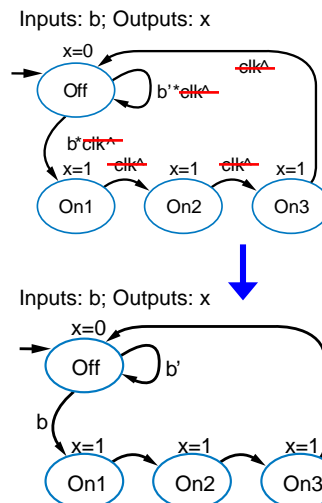 Inputs: b; Outputs: x
x=0
clk^
Off
b'*clk^
b*clk^
x=1
clk^
x=1
clk^
x=1
On1
On2
On3
Inputs: b; Outputs: x
x=0
Off
b'
b
x=1
x=1
x=1
On1
On2
On3